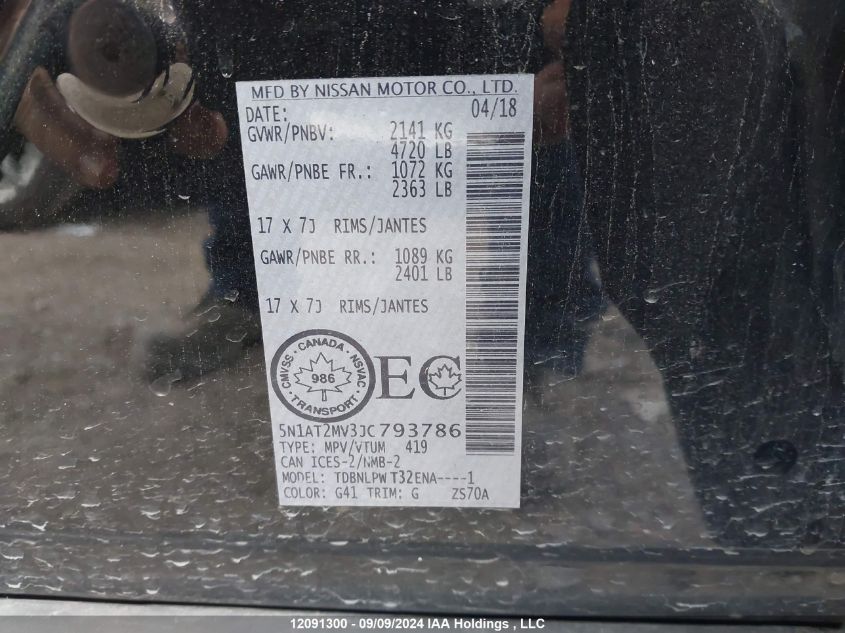 MFD BY NISSAN MOTOR CO., LTD.
DATE: 04/18
GVWR/PNBV: 2141 KG
4720 LB
GAWR/PNBE FR.: 1072 KG
2363 LB
17 X 7J RIMS/JANTES
GAWR/PNBE RR.: 1089 KG
2401 LB
17 X 7J RIMS/JANTES
CMVSS · CANADA · NSVAC
986
TRANSPORT
EC
5N1AT2MV3JC793786
TYPE: MPV/VTUM 419
CAN ICES-2/NMB-2
MODEL: TDBNLPW T32ENA----1
COLOR: G41 TRIM: G ZS70A
12091300 - 09/09/2024 IAA Holdings , LLC